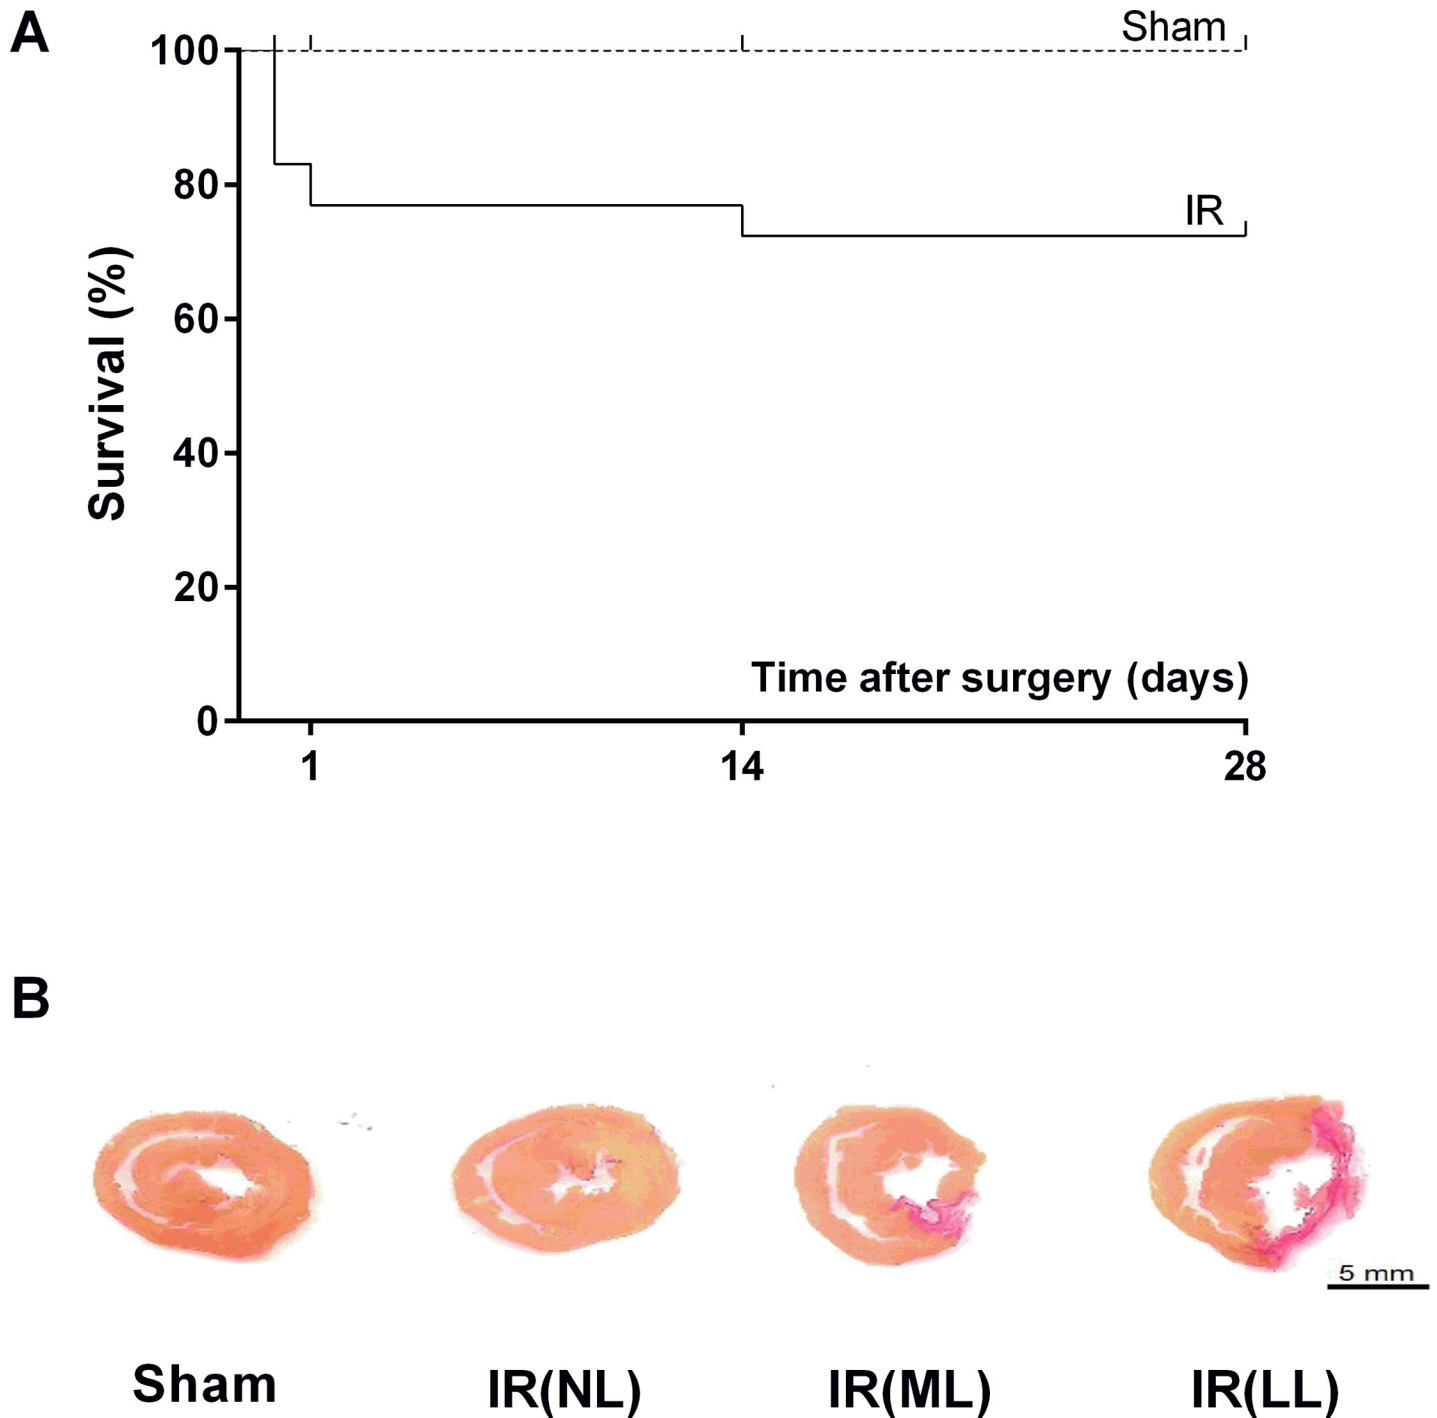 A
Sham
100
80
IR
60
Survival (%)
40
20
Time after surgery (days)
0
1 14 28
B
5 mm
Sham IR(NL) IR(ML) IR(LL)